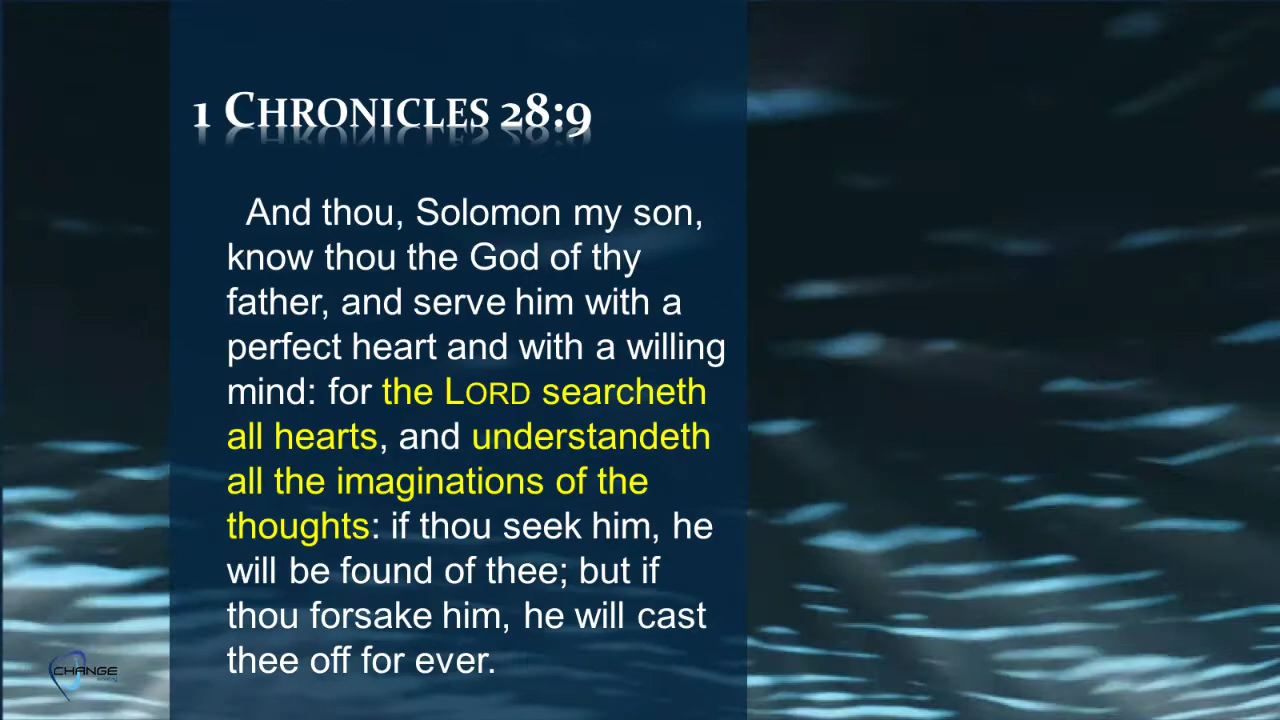 1 CHRONICLES 28:9
And thou, Solomon my son,
know thou the God of thy
father, and serve him with a
perfect heart and with a willing
mind: for the LORD searcheth
all hearts, and understandeth
all the imaginations of the
thoughts: if thou seek him, he
will be found of thee; but if
thou forsake him, he will cast
thee off for ever.
CHANGE